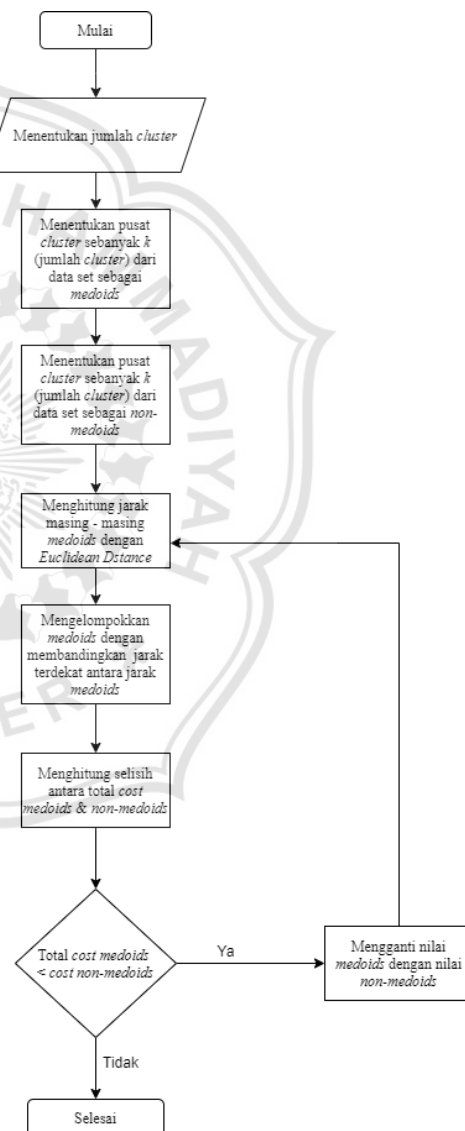 Mulai
Menentukan jumlah cluster
Menentukan pusat
cluster sebanyak k
(jumlah cluster) dari
data set sebagai
medoids
Menentukan pusat
cluster sebanyak k
(jumlah cluster) dari
data set sebagai non-
medoids
Menghitung jarak
masing - masing
medoids dengan
Euclidean Dstance
Mengelompokkan
medoids dengan
membandingkan jarak
terdekat antara jarak
medoids
Menghitung selisih
antara total cost
medoids & non-medoids
Total cost medoids
< cost non-medoids
Ya
Mengganti nilai
medoids dengan nilai
non-medoids
Tidak
Selesai